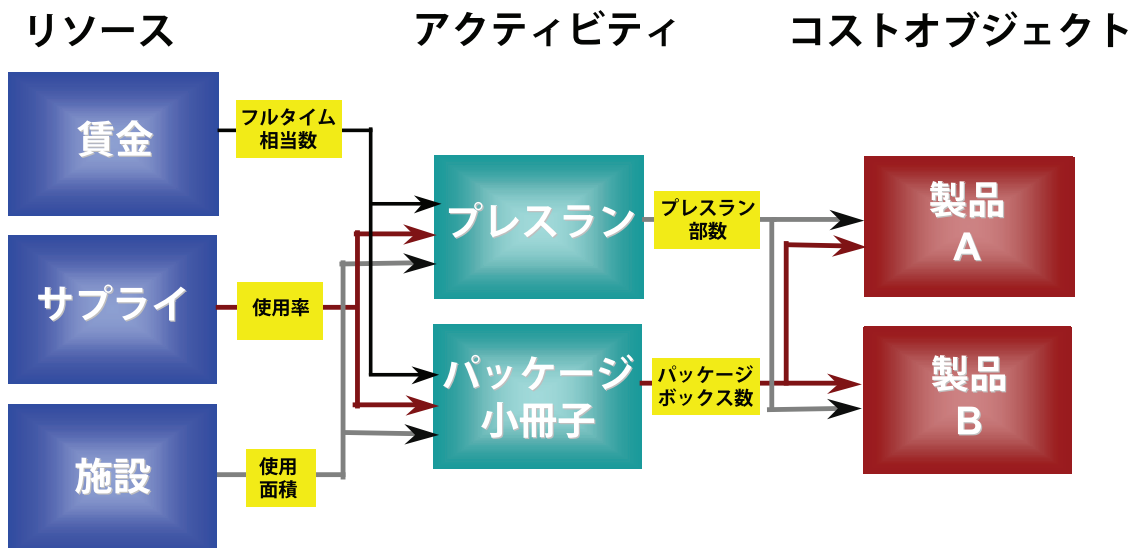 リソース
アクティビティ
コストオブジェクト
賃金
フルタイム
相当数
サプライ
使用率
施設
使用
面積
プレスラン
プレスラン
部数
パッケージ
小冊子
パッケージ
ボックス数
製品
A
製品
B